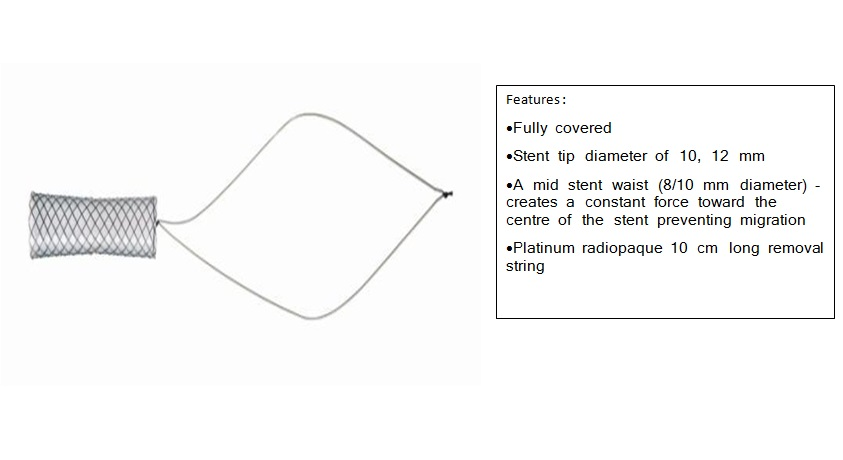 Features:
•Fully covered
•Stent tip diameter of 10, 12 mm
•A mid stent waist (8/10 mm diameter) -
creates a constant force toward the
centre of the stent preventing migration
•Platinum radiopaque 10 cm long removal
string